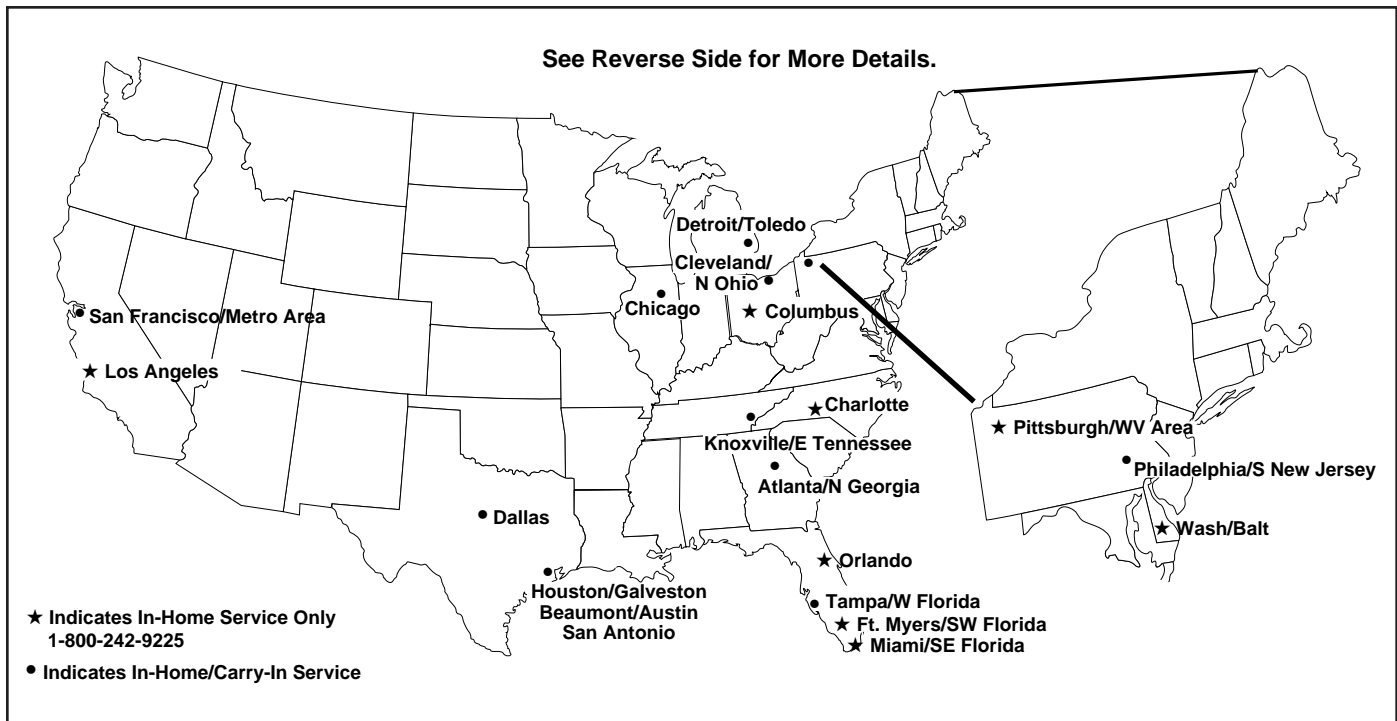 See Reverse Side for More Details.
Detroit/Toledo
Cleveland/
N Ohio
Chicago
Columbus
San Francisco/Metro Area
Los Angeles
Charlotte
Knoxville/E Tennessee
Atlanta/N Georgia
Pittsburgh/WV Area
Philadelphia/S New Jersey
Wash/Balt
Dallas
Houston/Galveston
Beaumont/Austin
San Antonio
Orlando
Tampa/W Florida
Ft. Myers/SW Florida
Miami/SE Florida
★ Indicates In-Home Service Only
1-800-242-9225
• Indicates In-Home/Carry-In Service